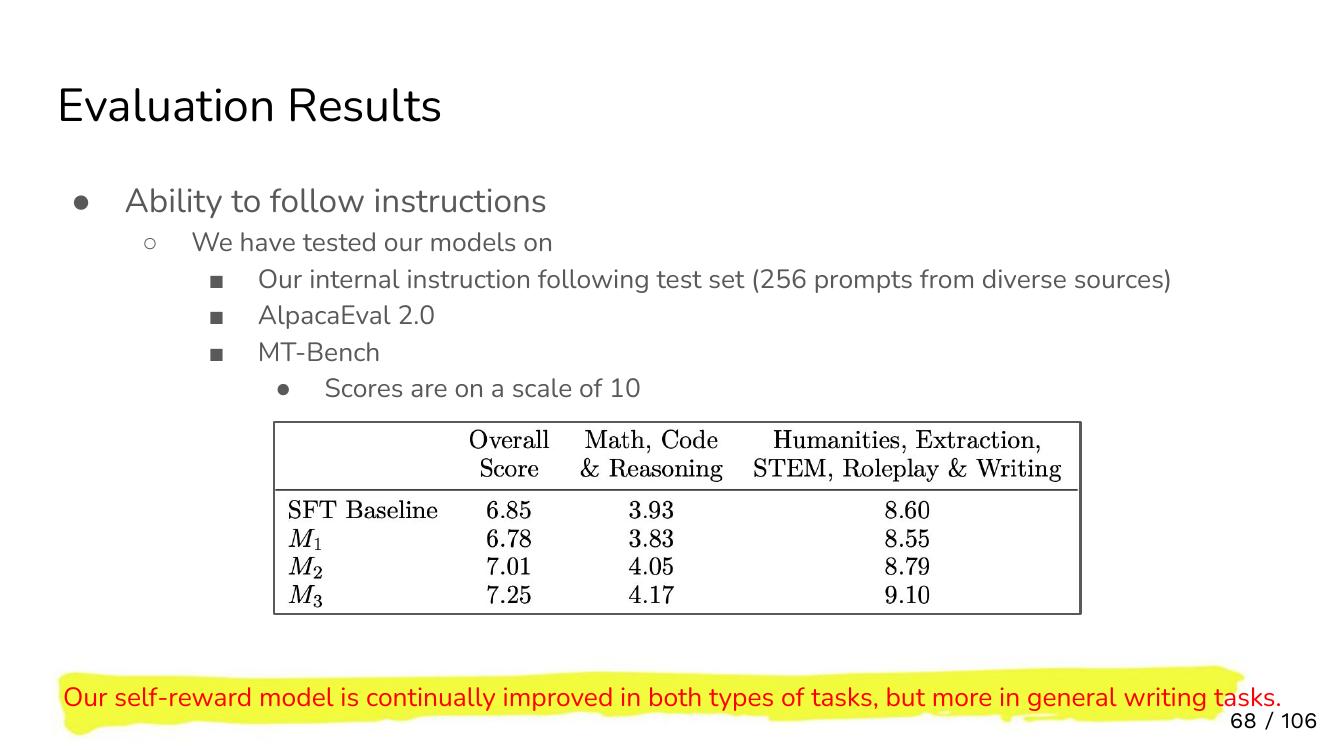 Evaluation Results
● Ability to follow instructions
○ We have tested our models on
■ Our internal instruction following test set (256 prompts from diverse sources)
■ AlpacaEval 2.0
■ MT-Bench
● Scores are on a scale of 10
Overall Math, Code Humanities, Extraction,
Score & Reasoning STEM, Roleplay & Writing
SFT Baseline 6.85 3.93 8.60
M₁ 6.78 3.83 8.55
M₂ 7.01 4.05 8.79
M₃ 7.25 4.17 9.10
Our self-reward model is continually improved in both types of tasks, but more in general writing tasks.
68 / 106